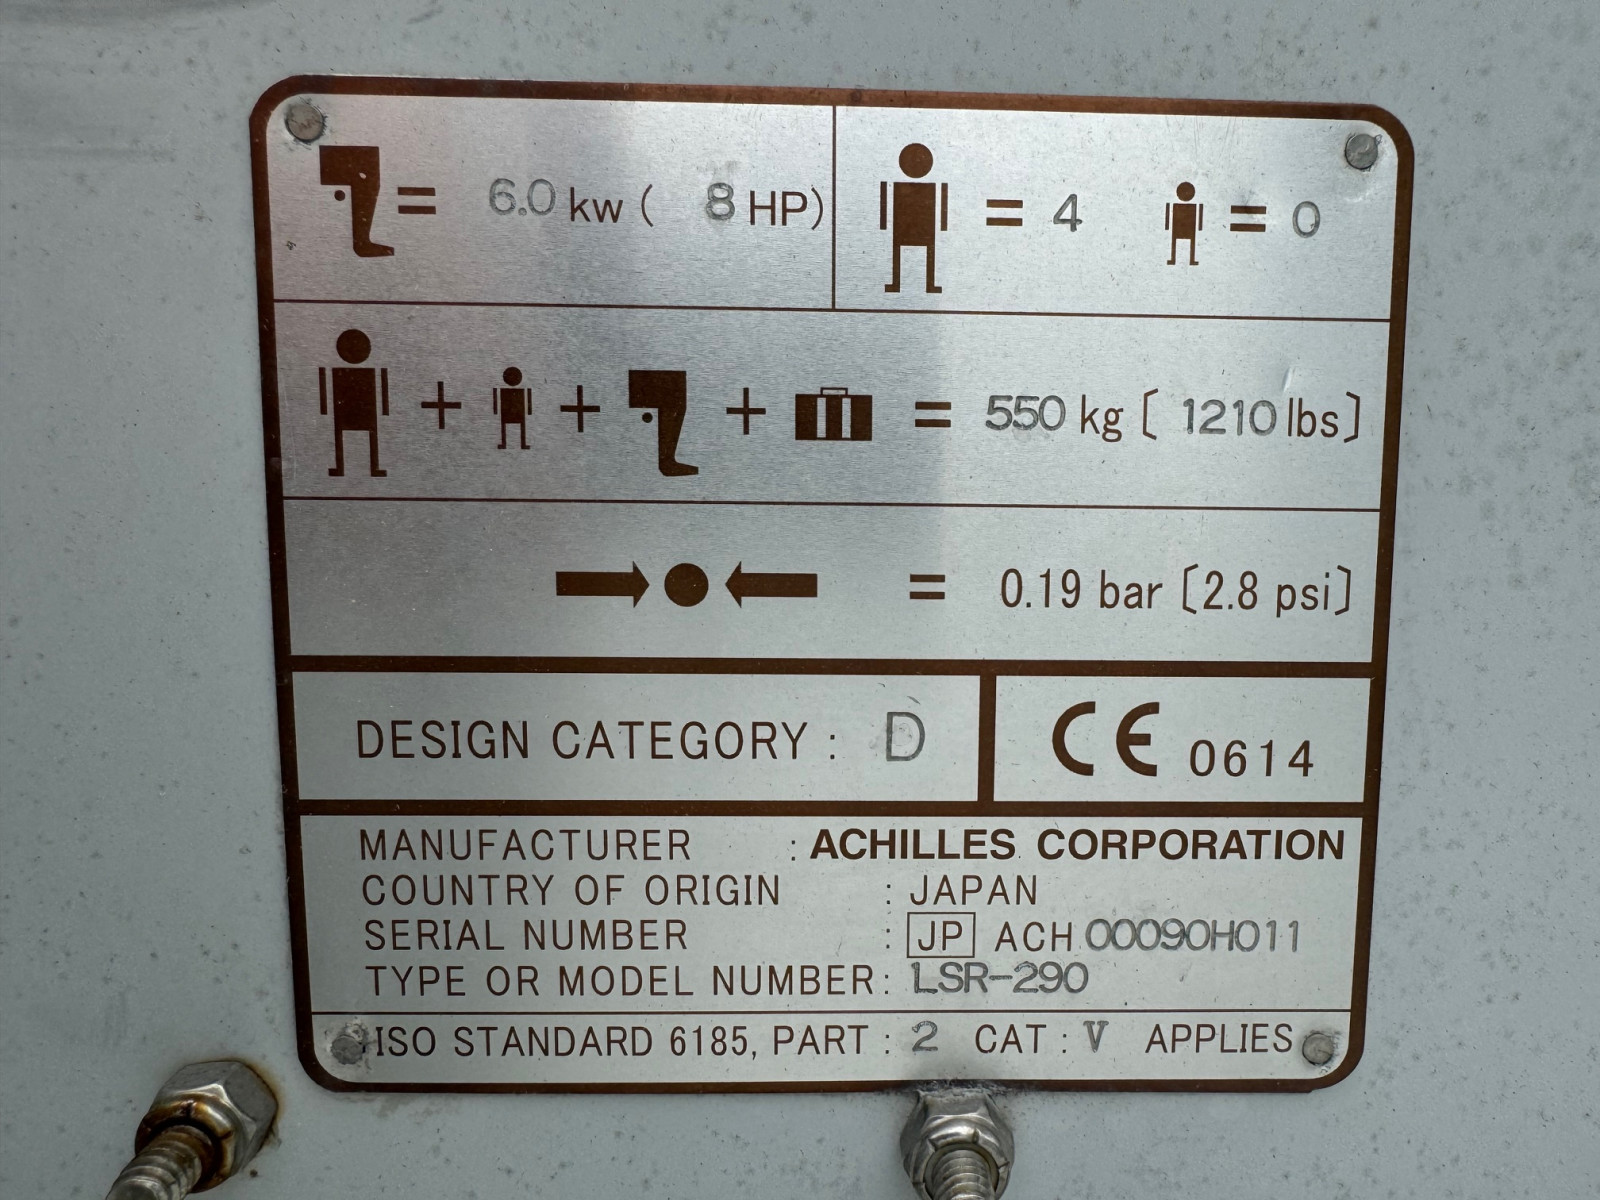 = 6.0 kw ( 8 HP)
= 4 = 0
+ + + = 550 kg [ 1210 lbs]
= 0.19 bar [2.8 psi]
DESIGN CATEGORY : D
CE 0614
MANUFACTURER : ACHILLES CORPORATION
COUNTRY OF ORIGIN : JAPAN
SERIAL NUMBER : JP ACH 00090H011
TYPE OR MODEL NUMBER : LSR-290
ISO STANDARD 6185, PART : 2 CAT : V APPLIES